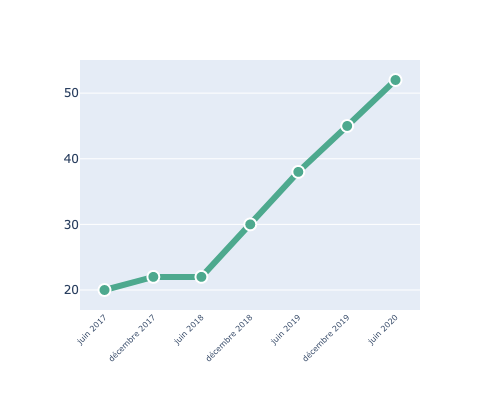 50
40
30
20
juin 2017
décembre 2017
juin 2018
décembre 2018
juin 2019
décembre 2019
juin 2020